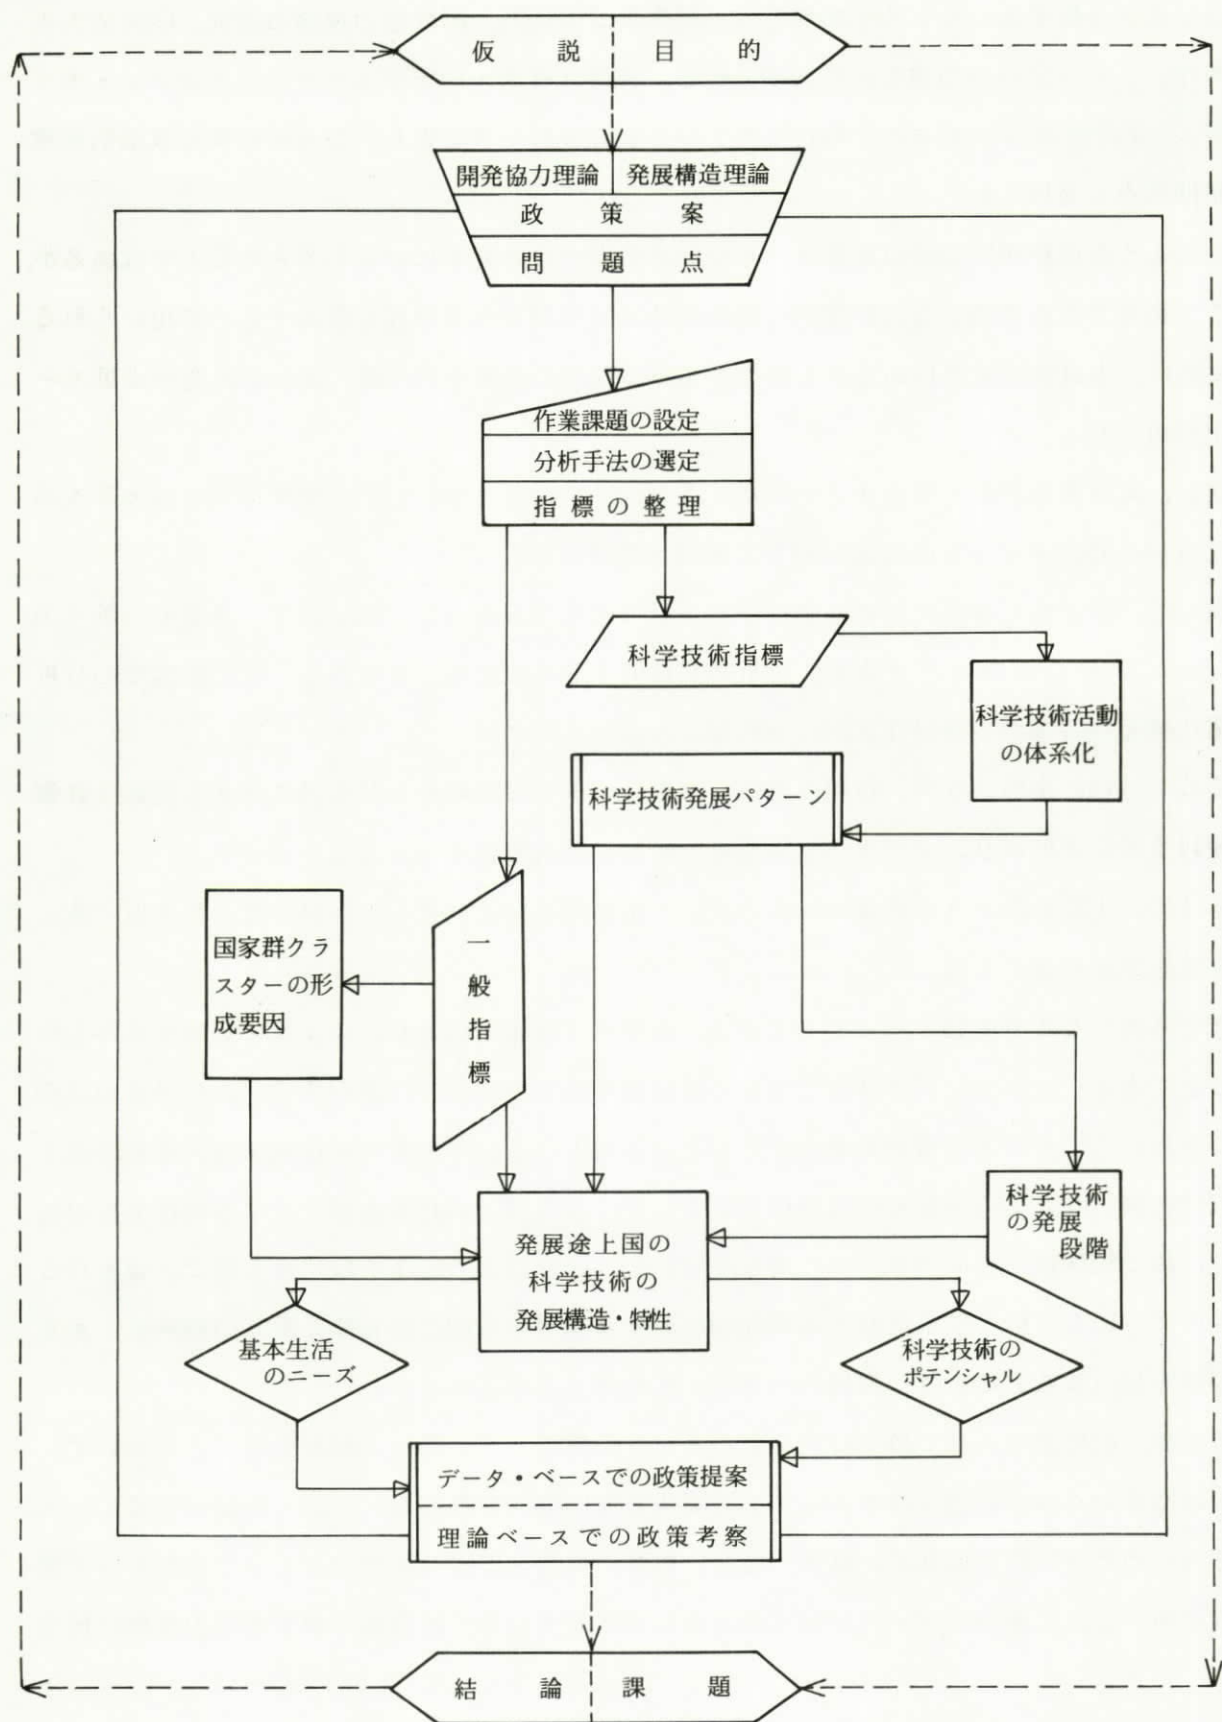 仮説目的
開発協力理論 発展構造理論
政策案
問題点
作業課題の設定
分析手法の選定
指標の整理
科学技術指標
科学技術活動
の体系化
科学技術発展パターン
国家群クラ
スターの形
成要因
一般指標
科学技術
の発展
段階
発展途上国の
科学技術の
発展構造・特性
基本生活
のニーズ
科学技術の
ポテンシャル
データ・ベースでの政策提案
理論ベースでの政策考察
結論課題